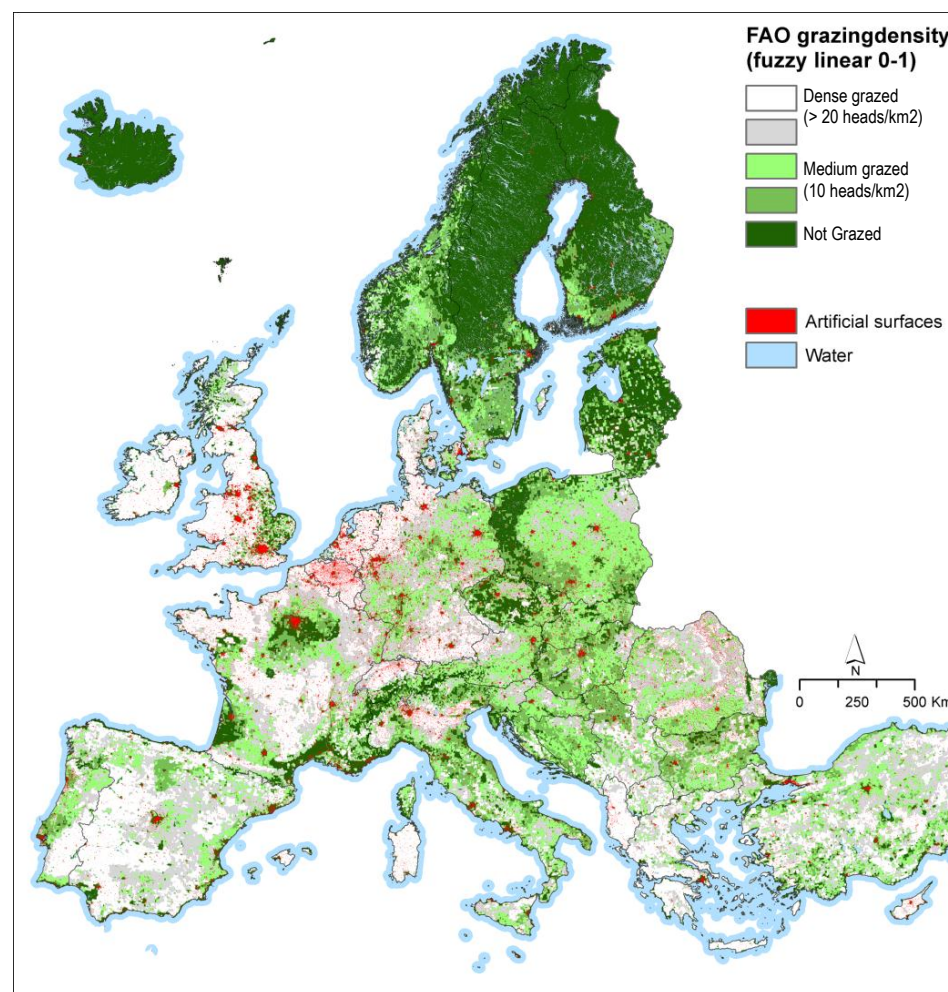 FAO grazingdensity
(fuzzy linear 0-1)
Dense grazed
(> 20 heads/km2)
Medium grazed
(10 heads/km2)
Not Grazed
Artificial surfaces
Water
N
0 250 500 Km